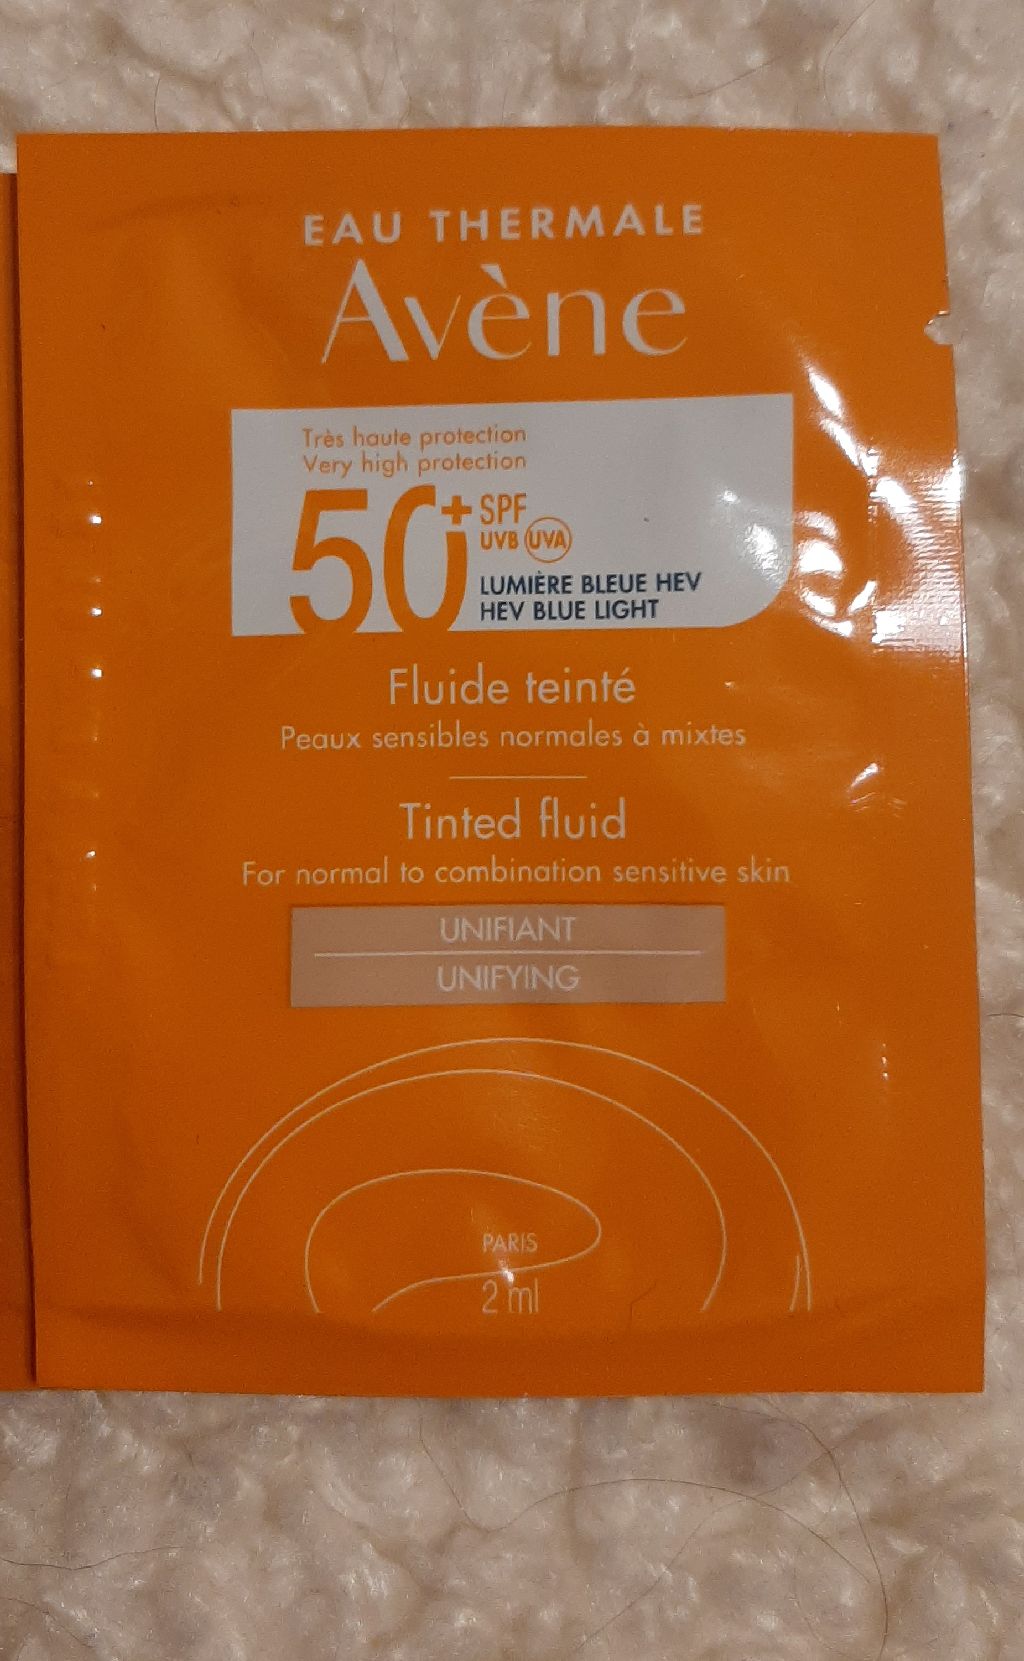 EAU THERMALE
Avène
Très haute protection
Very high protection
50+ SPF
UVB UVA
LUMIÈRE BLEUE HEV
HEV BLUE LIGHT
Fluide teinté
Peaux sensibles normales à mixtes
Tinted fluid
For normal to combination sensitive skin
UNIFIANT
UNIFYING
PARIS
2 ml